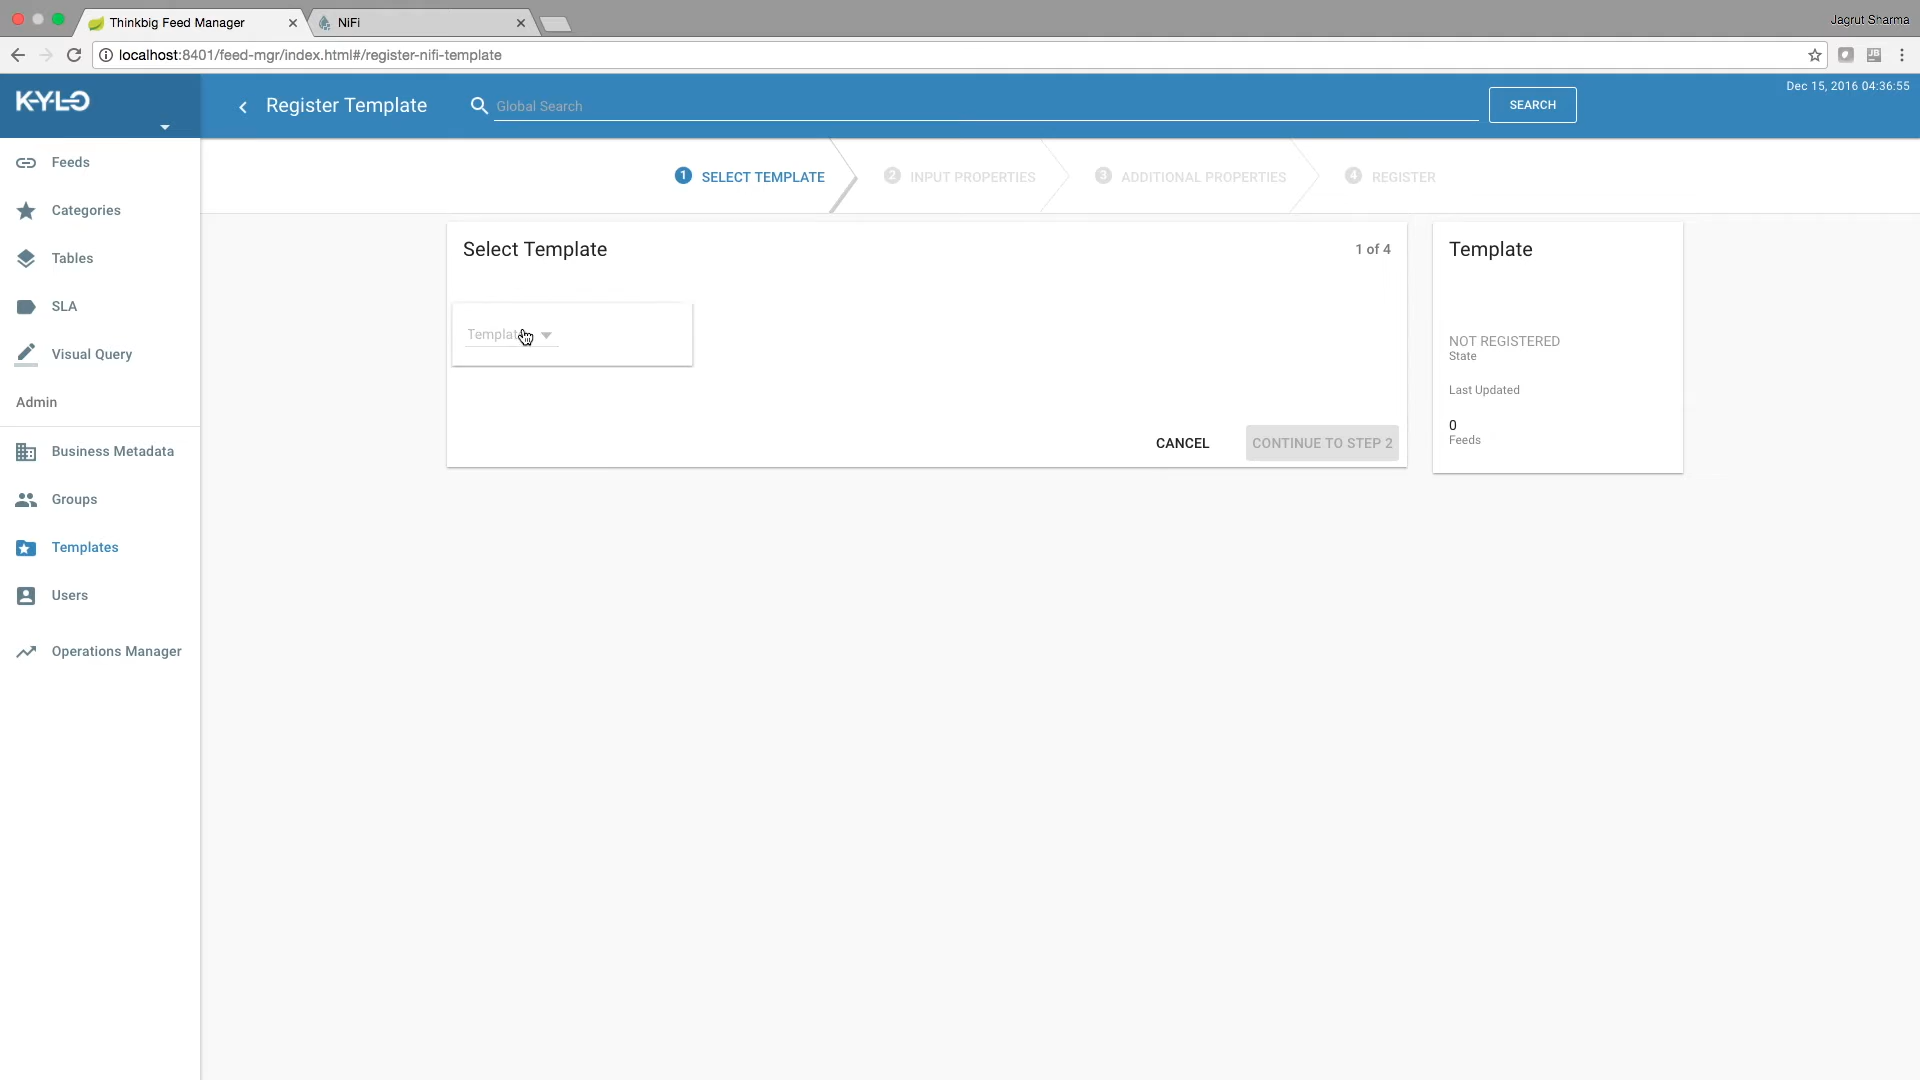 Thinkbig Feed Manager
NiFi
Jagrut Sharma
localhost:8401/feed-mgr/index.html#/register-nifi-template
KYLO
Register Template
Global Search
SEARCH
Dec 15, 2016 04:36:55
Feeds
Categories
Tables
SLA
Visual Query
Admin
Business Metadata
Groups
Templates
Users
Operations Manager
1 SELECT TEMPLATE
2 INPUT PROPERTIES
3 ADDITIONAL PROPERTIES
4 REGISTER
Select Template
1 of 4
Template
CANCEL
CONTINUE TO STEP 2
Template
NOT REGISTERED
State
Last Updated
0
Feeds